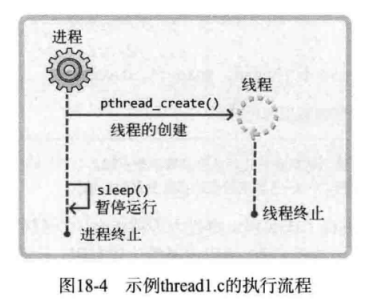 进程
线程
pthread_create()
线程的创建
sleep()
暂停运行
线程终止
进程终止
图18-4 示例thread1.c的执行流程